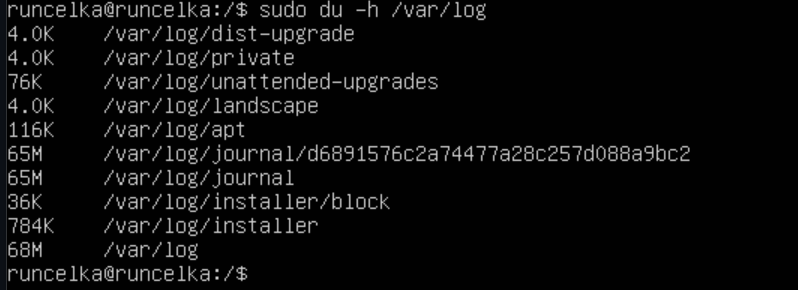 runcelka@runcelka:/$ sudo du -h /var/log
4.0K    /var/log/dist-upgrade
4.0K    /var/log/private
76K     /var/log/unattended-upgrades
4.0K    /var/log/landscape
116K    /var/log/apt
65M     /var/log/journal/d6891576c2a74477a28c257d088a9bc2
65M     /var/log/journal
36K     /var/log/installer/block
784K    /var/log/installer
68M     /var/log
runcelka@runcelka:/$